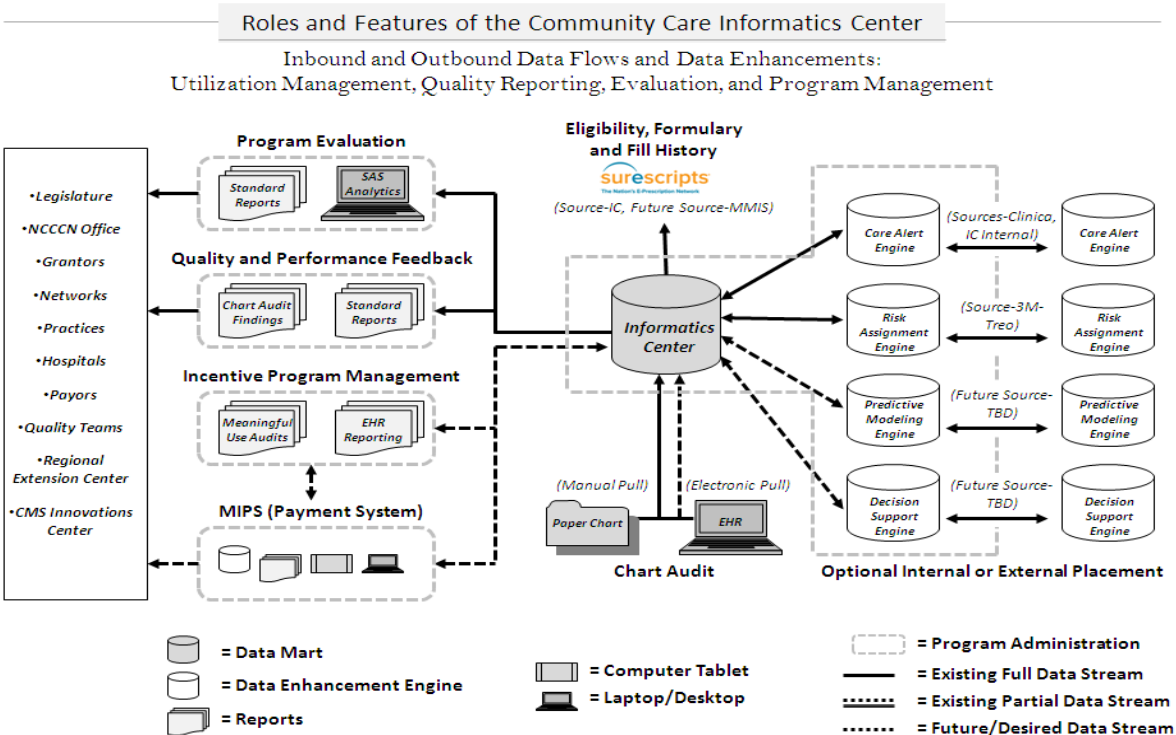 Roles and Features of the Community Care Informatics Center
Inbound and Outbound Data Flows and Data Enhancements:
Utilization Management, Quality Reporting, Evaluation, and Program Management
•Legislature
•NCCCN Office
•Grantors
•Networks
•Practices
•Hospitals
•Payors
•Quality Teams
•Regional
Extension Center
•CMS Innovations
Center
Program Evaluation
Standard
Reports
SAS
Analytics
Quality and Performance Feedback
Chart Audit
Findings
Standard
Reports
Incentive Program Management
Meaningful
Use Audits
EHR
Reporting
MIPS (Payment System)
Eligibility, Formulary
and Fill History
surescripts
The Nation's E-Prescription Network
(Source-IC, Future Source-MMIS)
Informatics
Center
(Manual Pull)
(Electronic Pull)
Paper Chart
EHR
Chart Audit
Care Alert
Engine
(Sources-Clinica,
IC Internal)
Care Alert
Engine
Risk
Assignment
Engine
(Source-3M-
Treo)
Risk
Assignment
Engine
Predictive
Modeling
Engine
(Future Source-
TBD)
Predictive
Modeling
Engine
Decision
Support
Engine
(Future Source-
TBD)
Decision
Support
Engine
Optional Internal or External Placement
= Data Mart
= Data Enhancement Engine
= Reports
= Computer Tablet
= Laptop/Desktop
= Program Administration
= Existing Full Data Stream
= Existing Partial Data Stream
= Future/Desired Data Stream